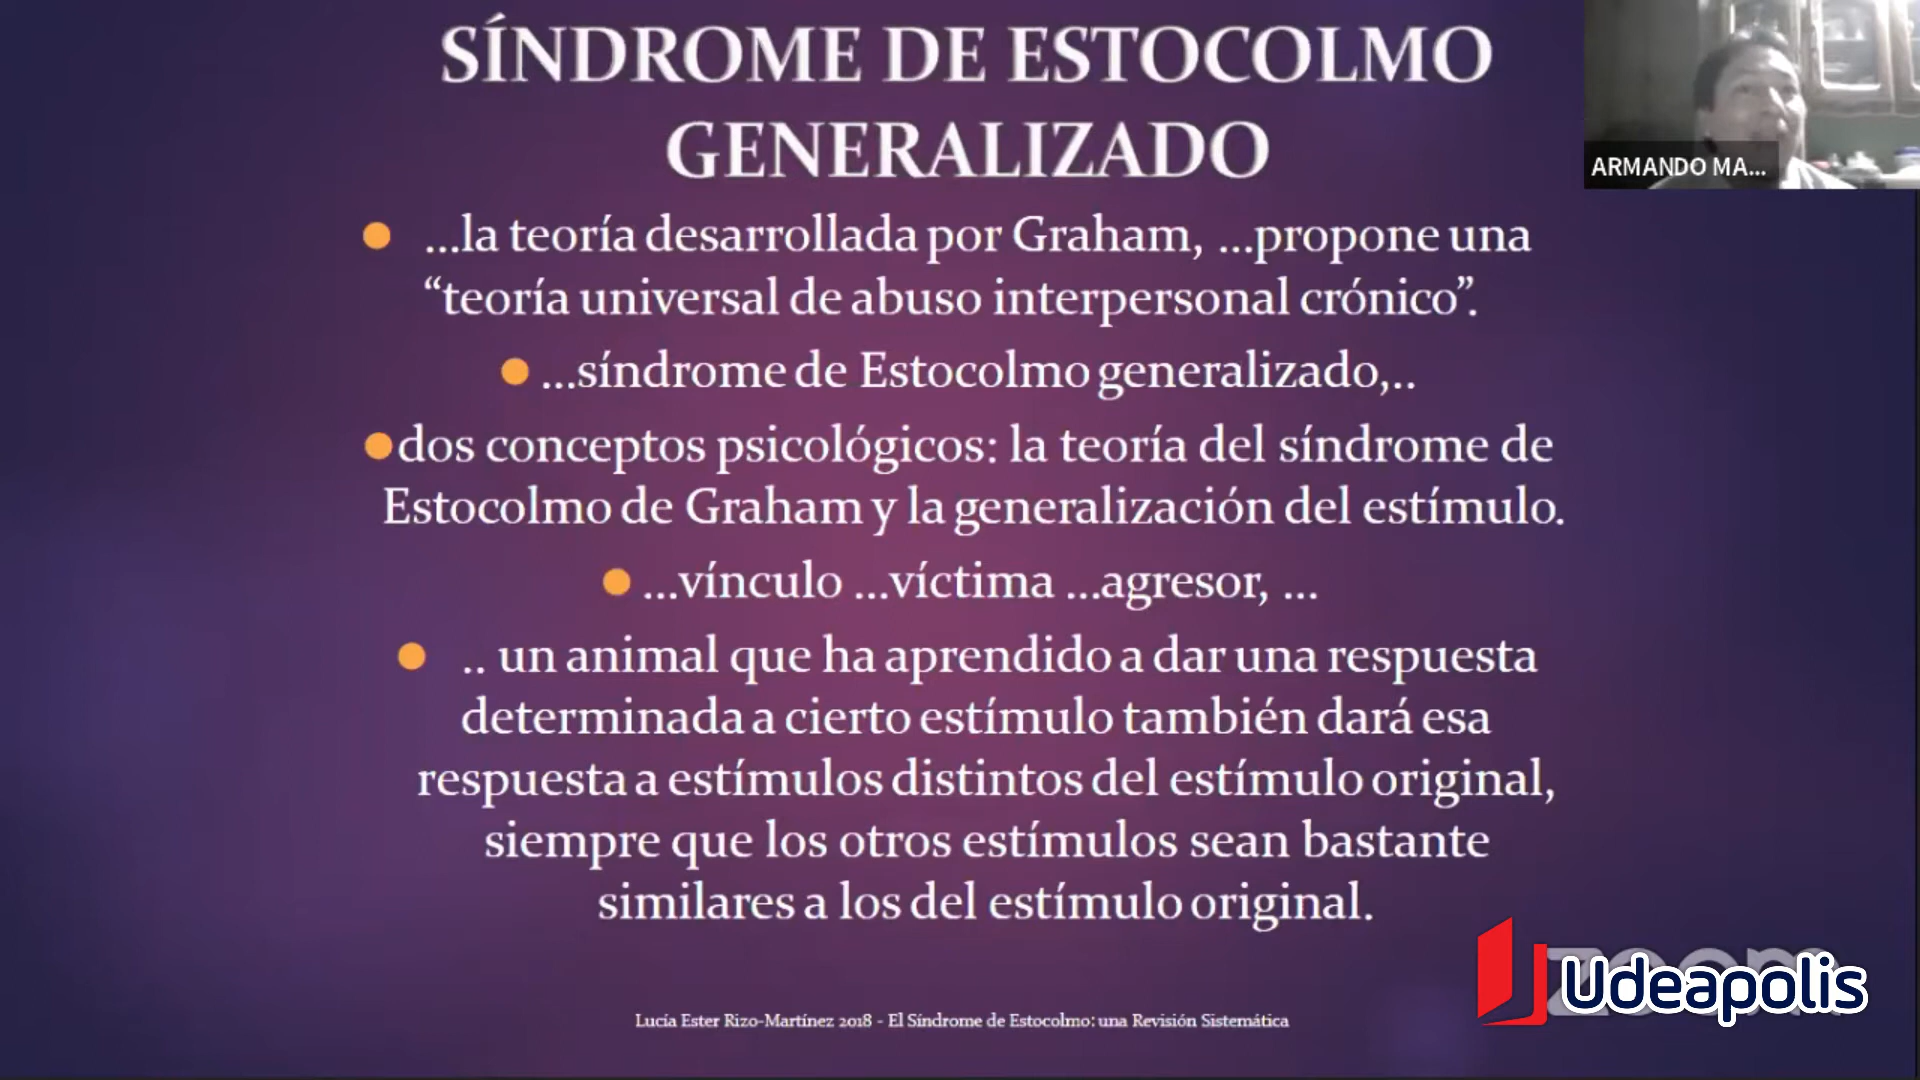 SÍNDROME DE ESTOCOLMO
GENERALIZADO
ARMANDO MA...
● ...la teoría desarrollada por Graham, ...propone una
“teoría universal de abuso interpersonal crónico”.
● ...síndrome de Estocolmo generalizado,..
● dos conceptos psicológicos: la teoría del síndrome de
Estocolmo de Graham y la generalización del estímulo.
● ...vínculo ...víctima ...agresor, ...
● .. un animal que ha aprendido a dar una respuesta
determinada a cierto estímulo también dará esa
respuesta a estímulos distintos del estímulo original,
siempre que los otros estímulos sean bastante
similares a los del estímulo original.
zoom
Udeapolis
Lucía Ester Rizo-Martínez 2018 - El Síndrome de Estocolmo: una Revisión Sistemática